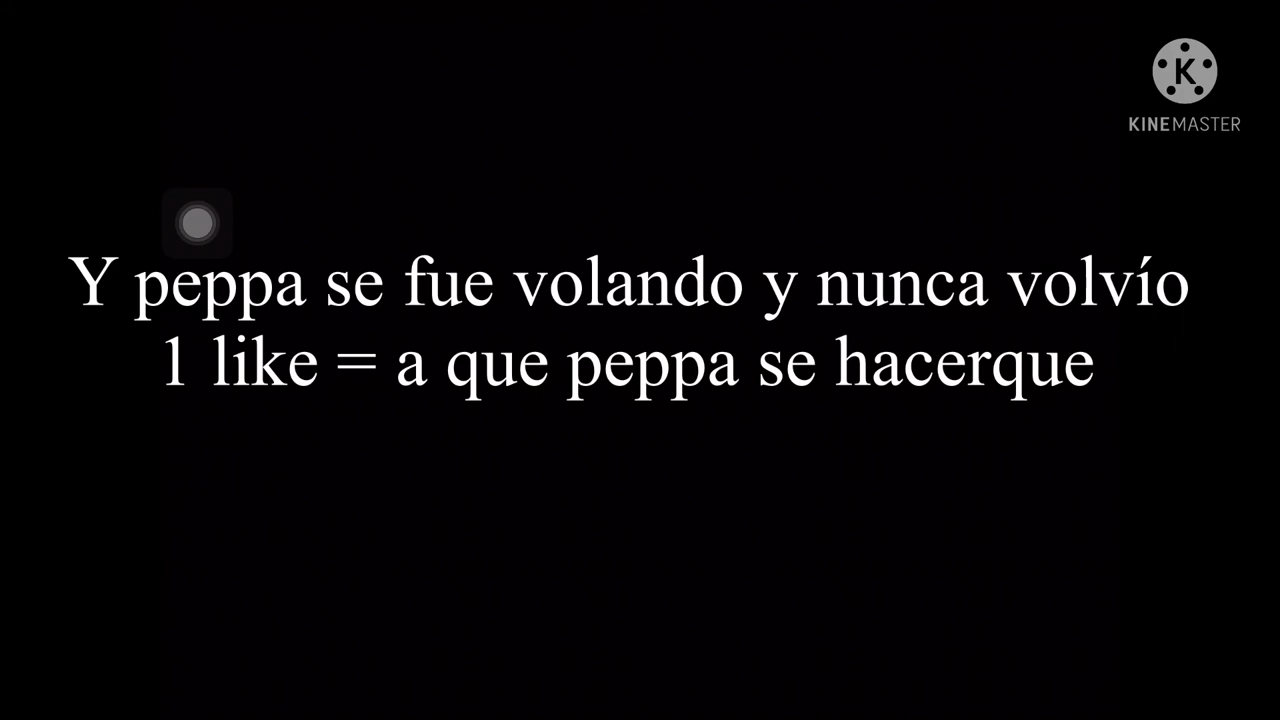 K
KINEMASTER
Y peppa se fue volando y nunca volvío
1 like = a que peppa se hacerque